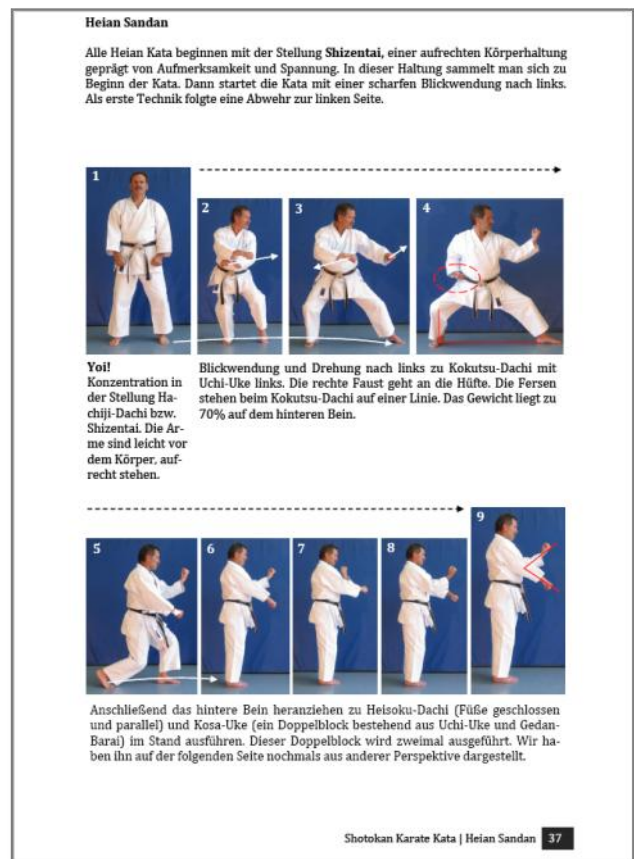 Heian Sandan
Alle Heian Kata beginnen mit der Stellung Shizentai, einer aufrechten Körperhaltung
geprägt von Aufmerksamkeit und Spannung. In dieser Haltung sammelt man sich zu
Beginn der Kata. Dann startet die Kata mit einer scharfen Blickwendung nach links.
Als erste Technik folgte eine Abwehr zur linken Seite.
1
2
3
4
Yoi!
Konzentration in
der Stellung Ha-
chiji-Dachi bzw.
Shizentai. Die Ar-
me sind leicht vor
dem Körper, auf-
recht stehen.
Blickwendung und Drehung nach links zu Kokutsu-Dachi mit
Uchi-Uke links. Die rechte Faust geht an die Hüfte. Die Fersen
stehen beim Kokutsu-Dachi auf einer Linie. Das Gewicht liegt zu
70% auf dem hinteren Bein.
5
6
7
8
9
Anschließend das hintere Bein heranziehen zu Heisoku-Dachi (Füße geschlossen
und parallel) und Kosa-Uke (ein Doppelblock bestehend aus Uchi-Uke und Gedan-
Barai) im Stand ausführen. Dieser Doppelblock wird zweimal ausgeführt. Wir ha-
ben ihn auf der folgenden Seite nochmals aus anderer Perspektive dargestellt.
Shotokan Karate Kata | Heian Sandan 37